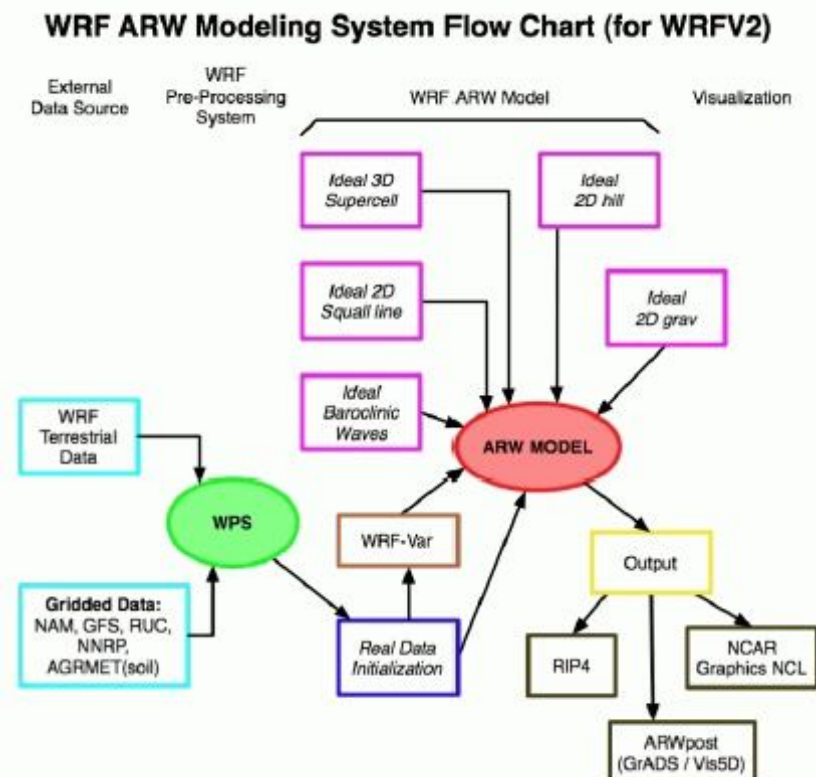 WRF ARW Modeling System Flow Chart (for WRFV2)
External
Data Source
WRF
Pre-Processing
System
WRF ARW Model
Visualization
Ideal 3D
Supercell
Ideal
2D hill
Ideal 2D
Squall line
Ideal
2D grav
Ideal
Baroclinic
Waves
ARW MODEL
WRF
Terrestrial
Data
WPS
WRF-Var
Output
Gridded Data:
NAM, GFS, RUC,
NNRP,
AGRMET(soil)
Real Data
Initialization
RIP4
NCAR
Graphics NCL
ARWpost
(GrADS / Vis5D)